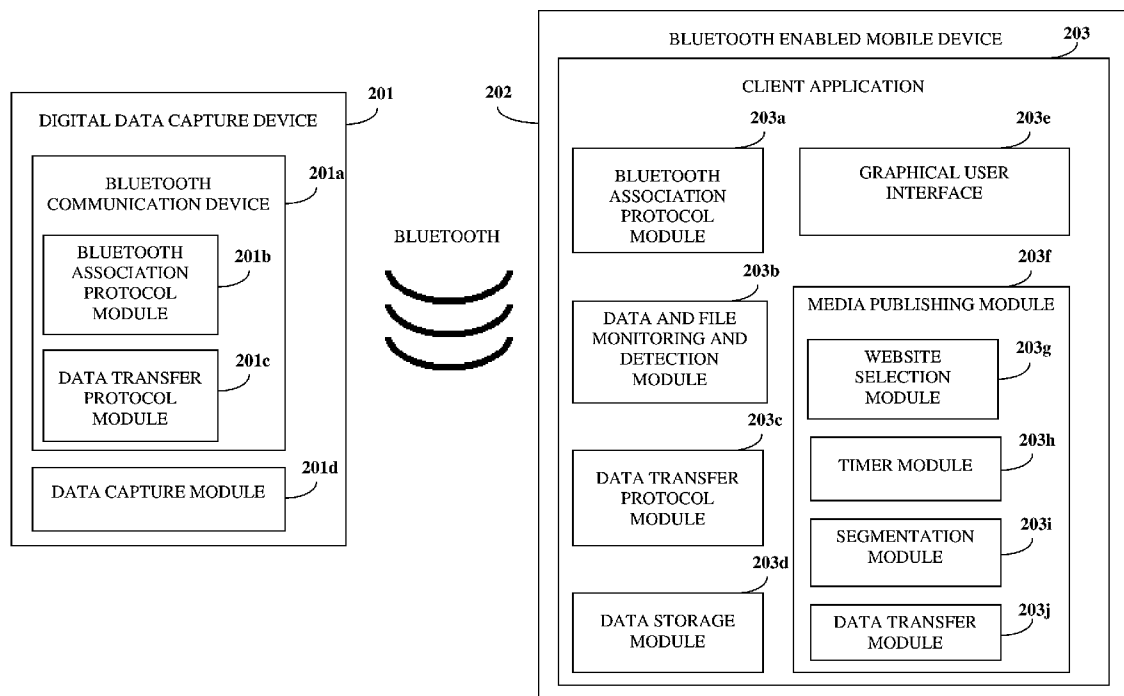 BLUETOOTH ENABLED MOBILE DEVICE
203
CLIENT APPLICATION
201
202
DIGITAL DATA CAPTURE DEVICE
201a
BLUETOOTH
COMMUNICATION DEVICE
201b
BLUETOOTH
ASSOCIATION
PROTOCOL
MODULE
201c
DATA TRANSFER
PROTOCOL
MODULE
201d
DATA CAPTURE MODULE
BLUETOOTH
203a
BLUETOOTH
ASSOCIATION
PROTOCOL
MODULE
203b
DATA AND FILE
MONITORING AND
DETECTION
MODULE
203c
DATA TRANSFER
PROTOCOL
MODULE
203d
DATA STORAGE
MODULE
203e
GRAPHICAL USER
INTERFACE
203f
MEDIA PUBLISHING MODULE
203g
WEBSITE
SELECTION
MODULE
203h
TIMER MODULE
203i
SEGMENTATION
MODULE
203j
DATA TRANSFER
MODULE